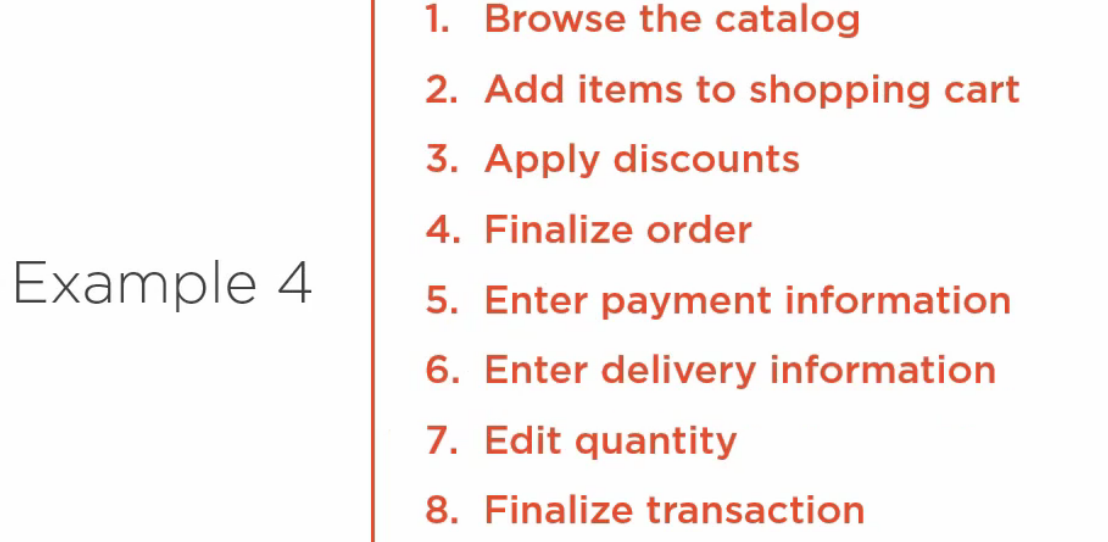 Example 4
1. Browse the catalog
2. Add items to shopping cart
3. Apply discounts
4. Finalize order
5. Enter payment information
6. Enter delivery information
7. Edit quantity
8. Finalize transaction